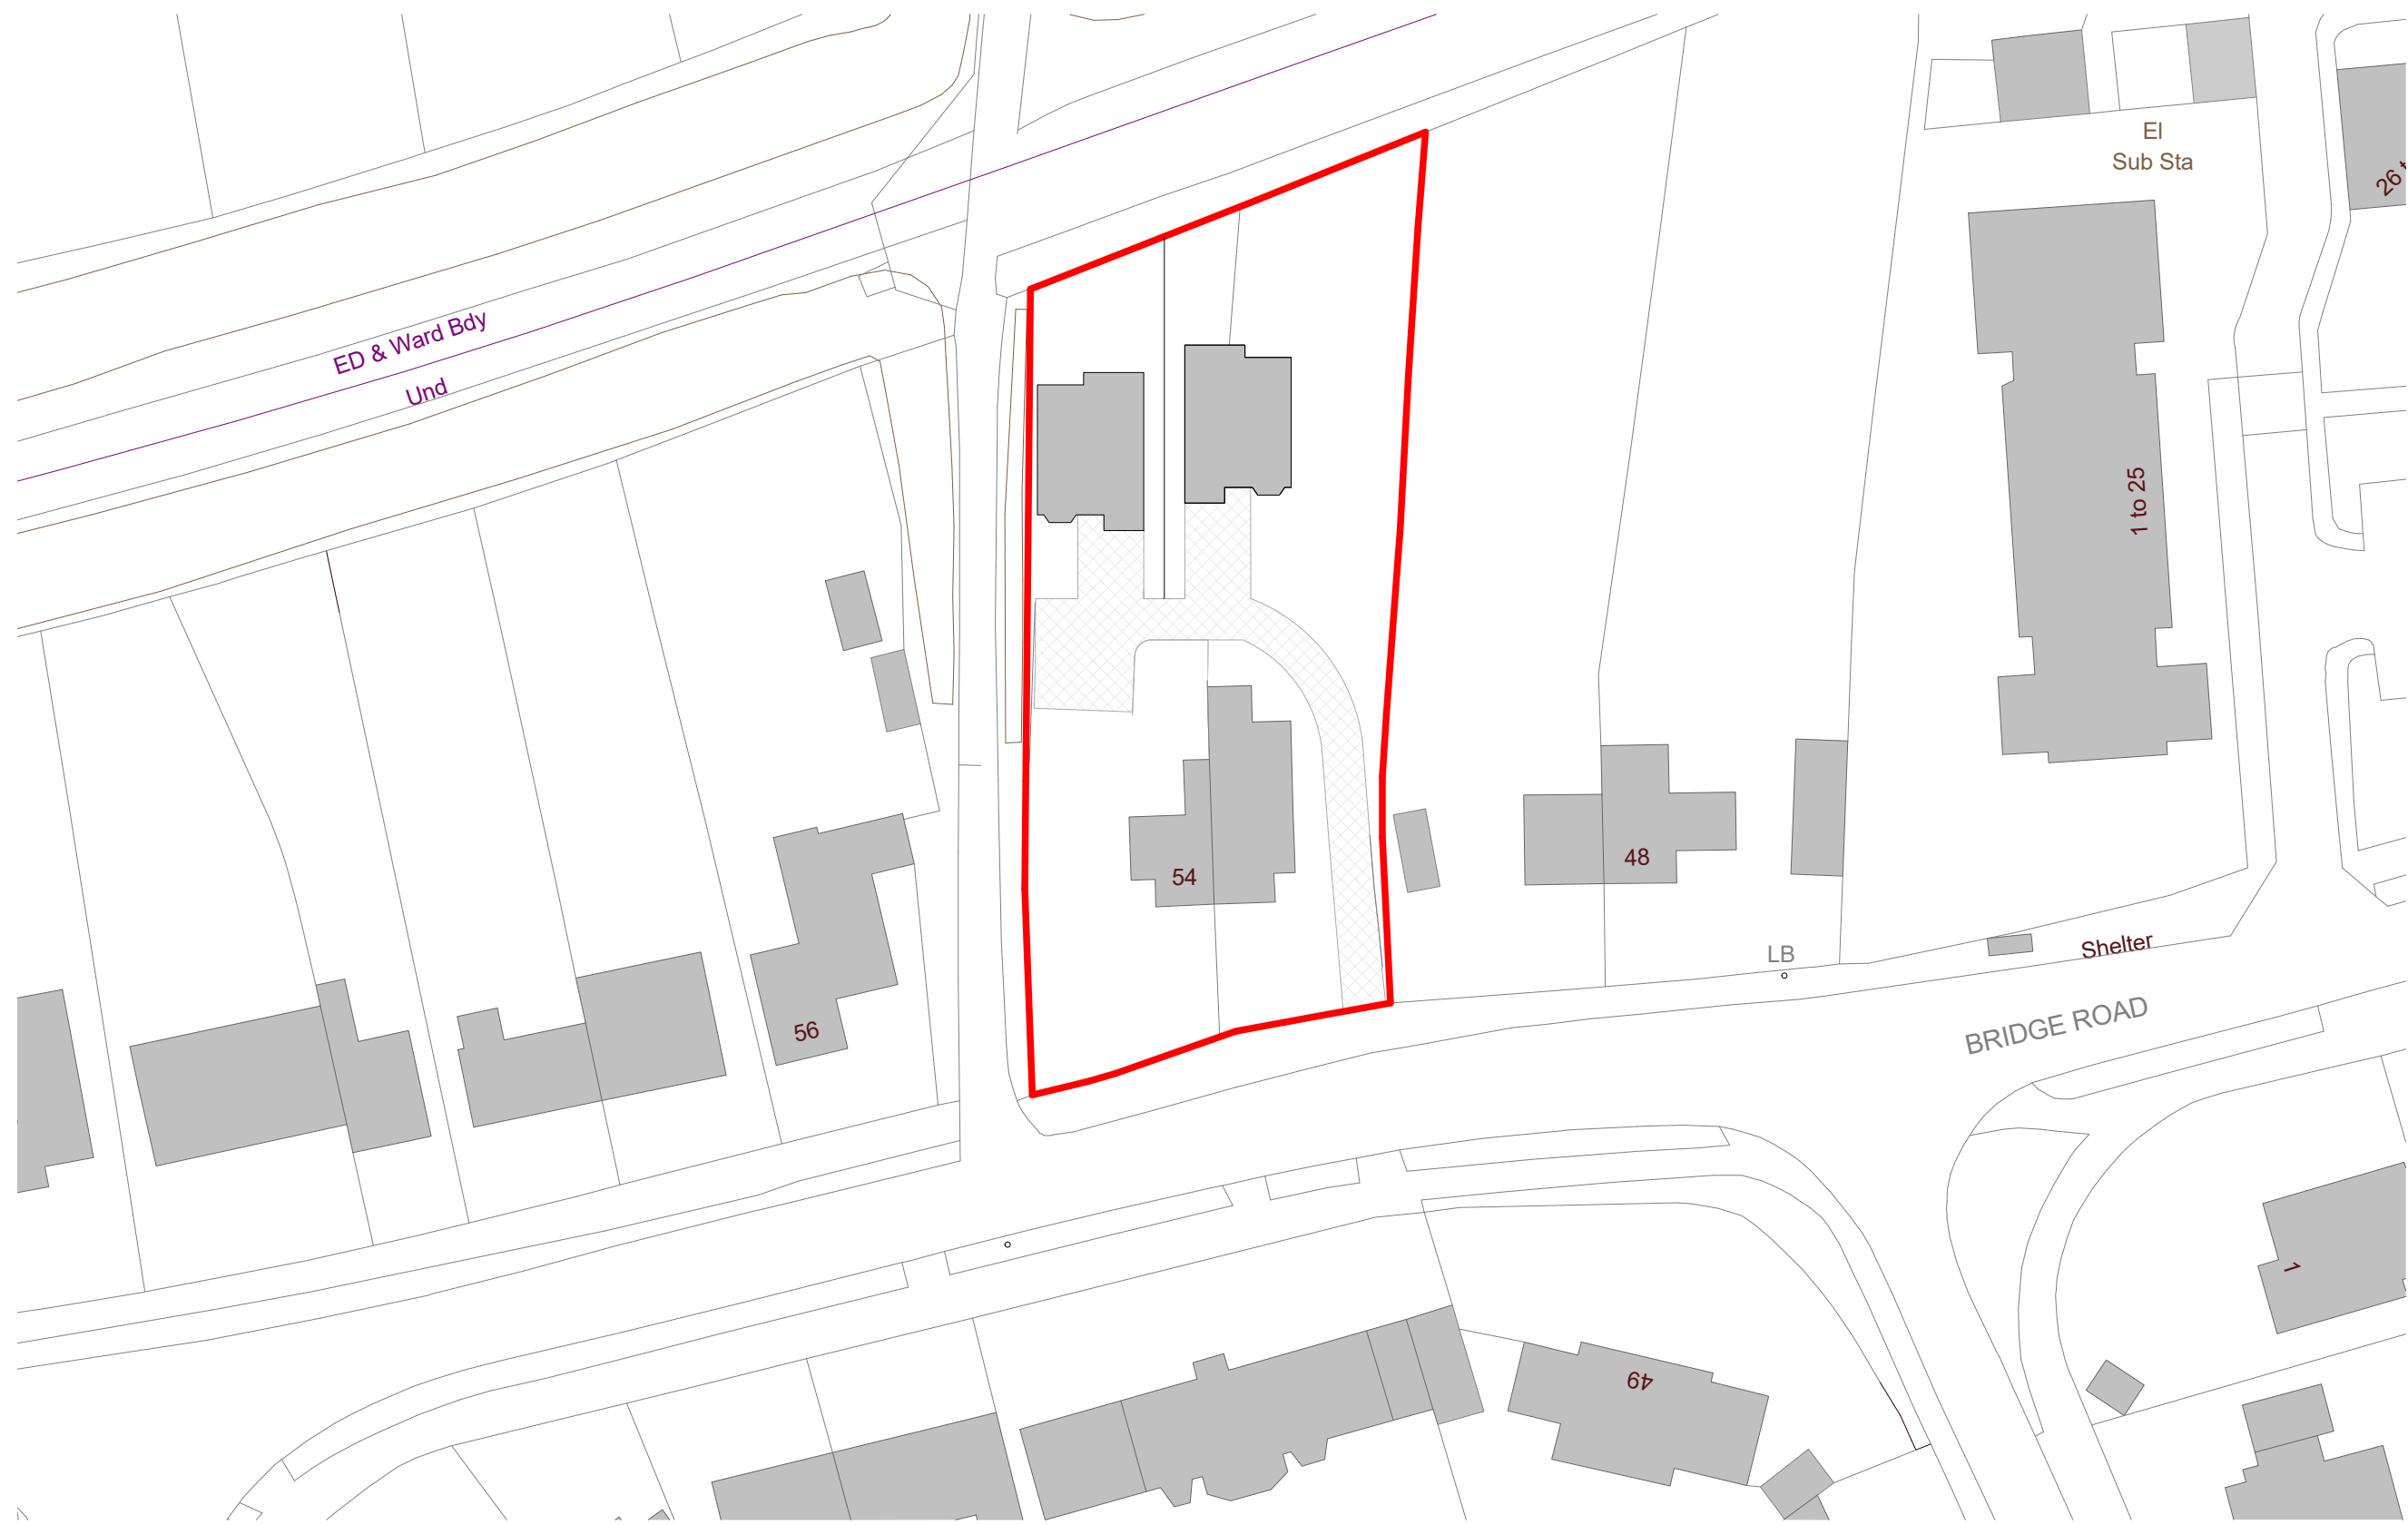 El
Sub Sta
ED & Ward Bdy
Und
1 to 25
54
48
56
LB
Shelter
BRIDGE ROAD
1
49